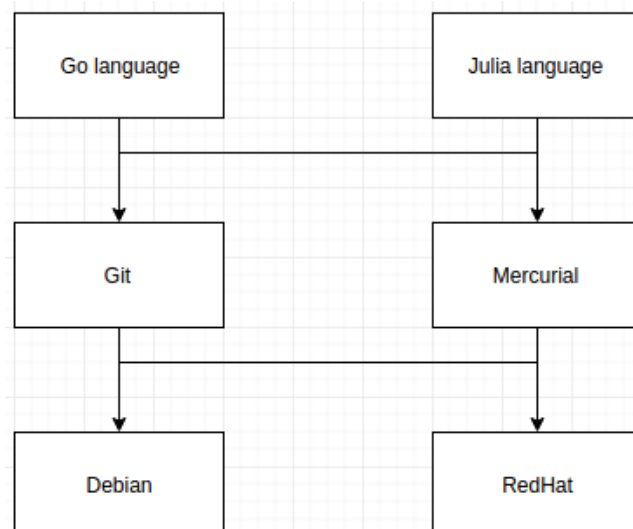 Go language
Julia language
Git
Mercurial
Debian
RedHat